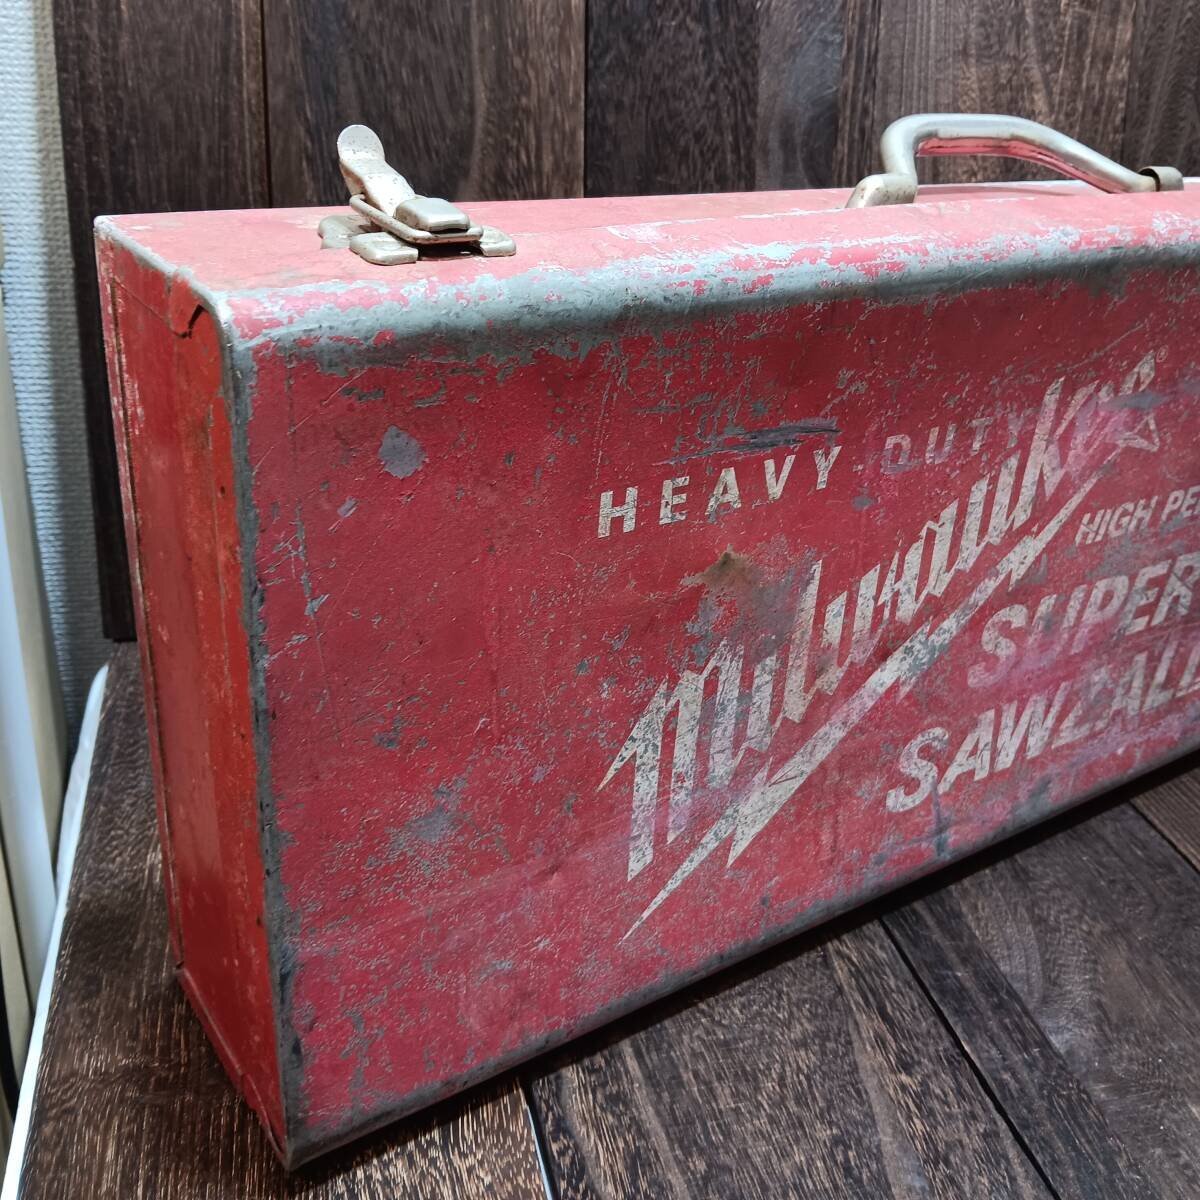 HEAVY DUTY
Milwaukee®
HIGH PE
SUPER
SAWZALL